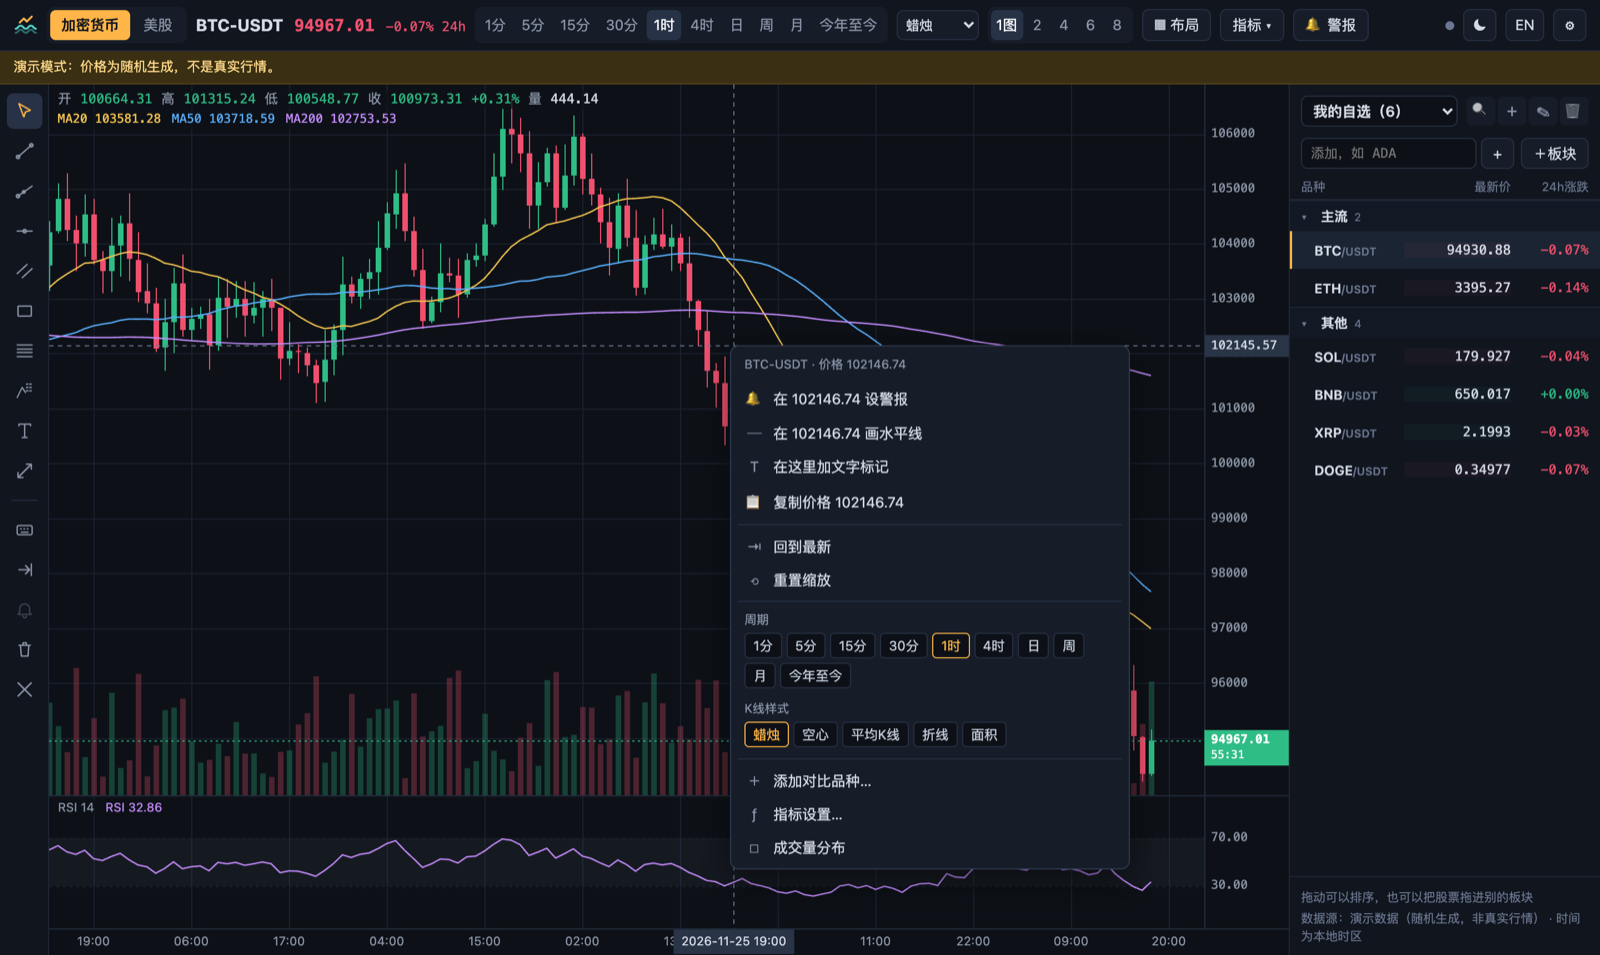 加密货币 美股 BTC-USDT 94967.01 -0.07% 24h 1分 5分 15分 30分 1时 4时 日 周 月 今年至今 蜡烛 1图 2 4 6 8 布局 指标 警报 EN
演示模式：价格为随机生成，不是真实行情。
开 100664.31 高 101315.24 低 100548.77 收 100973.31 +0.31% 量 444.14
MA20 103581.28 MA50 103718.59 MA200 102753.53
106000
105000
104000
103000
102145.57
101000
100000
99000
98000
97000
96000
94967.01
55:31
BTC-USDT · 价格 102146.74
在 102146.74 设警报
在 102146.74 画水平线
T 在这里加文字标记
复制价格 102146.74
回到最新
重置缩放
周期
1分 5分 15分 30分 1时 4时 日 周
月 今年至今
K线样式
蜡烛 空心 平均K线 折线 面积
+ 添加对比品种...
ƒ 指标设置...
成交量分布
RSI 14 RSI 32.86
70.00
30.00
19:00 06:00 17:00 04:00 15:00 02:00 2026-11-25 19:00 11:00 22:00 09:00 20:00
我的自选（6）
添加，如 ADA + +板块
品种 最新价 24h涨跌
主流 2
BTC/USDT 94930.88 -0.07%
ETH/USDT 3395.27 -0.14%
其他 4
SOL/USDT 179.927 -0.04%
BNB/USDT 650.017 +0.00%
XRP/USDT 2.1993 -0.03%
DOGE/USDT 0.34977 -0.07%
拖动可以排序，也可以把股票拖进别的板块
数据源：演示数据（随机生成，非真实行情）· 时间
为本地时区